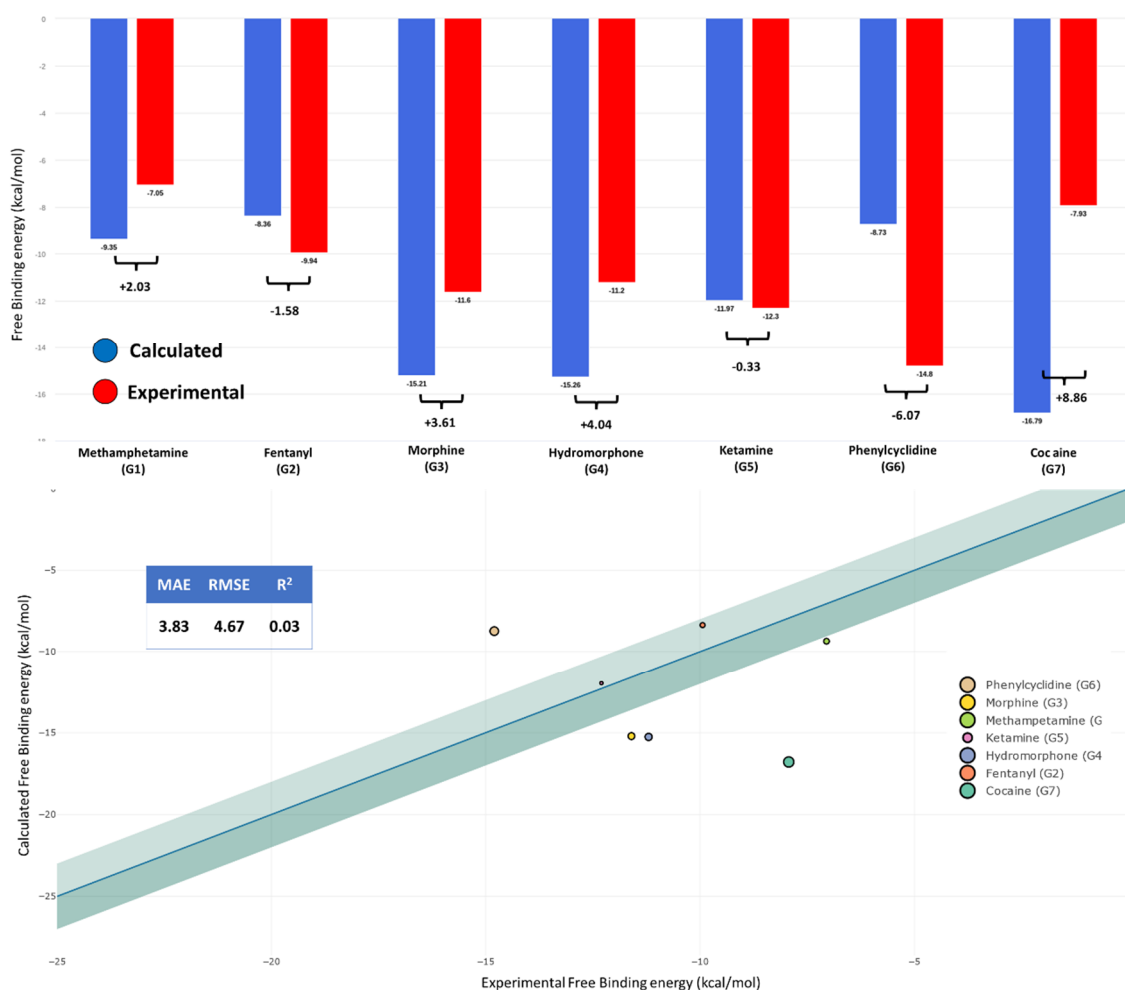 0
-2
-4
-6
-8
-10
-12
-14
-16
Free Binding energy (kcal/mol)
-9.35
-7.05
+2.03
-8.36
-9.94
-1.58
-15.21
-11.6
+3.61
-15.26
-11.2
+4.04
-11.97
-12.3
-0.33
-8.73
-14.8
-6.07
-16.79
-7.93
+8.86
Calculated
Experimental
Methamphetamine
(G1)
Fentanyl
(G2)
Morphine
(G3)
Hydromorphone
(G4)
Ketamine
(G5)
Phenylcyclidine
(G6)
Cocaine
(G7)
−5
−10
−15
−20
−25
Calculated Free Binding energy (kcal/mol)
MAE RMSE R²
3.83 4.67 0.03
Phenylcyclidine (G6)
Morphine (G3)
Methampetamine (G
Ketamine (G5)
Hydromorphone (G4
Fentanyl (G2)
Cocaine (G7)
−25 −20 −15 −10 −5
Experimental Free Binding energy (kcal/mol)